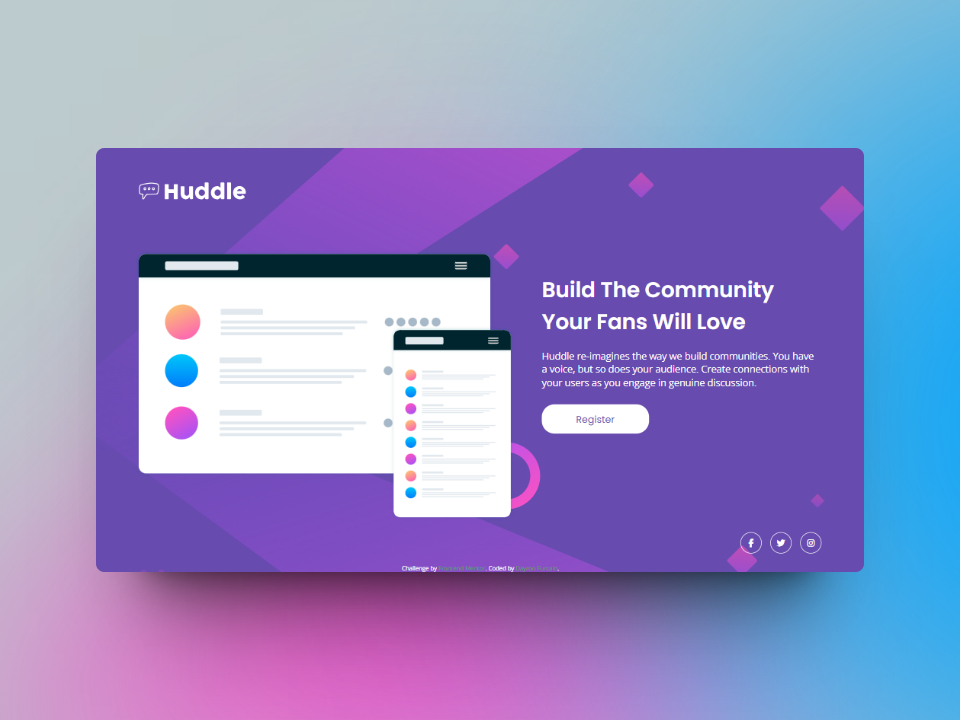 Huddle
Build The Community
Your Fans Will Love
Huddle re-imagines the way we build communities. You have
a voice, but so does your audience. Create connections with
your users as you engage in genuine discussion.
Register
Challenge by
Coded by